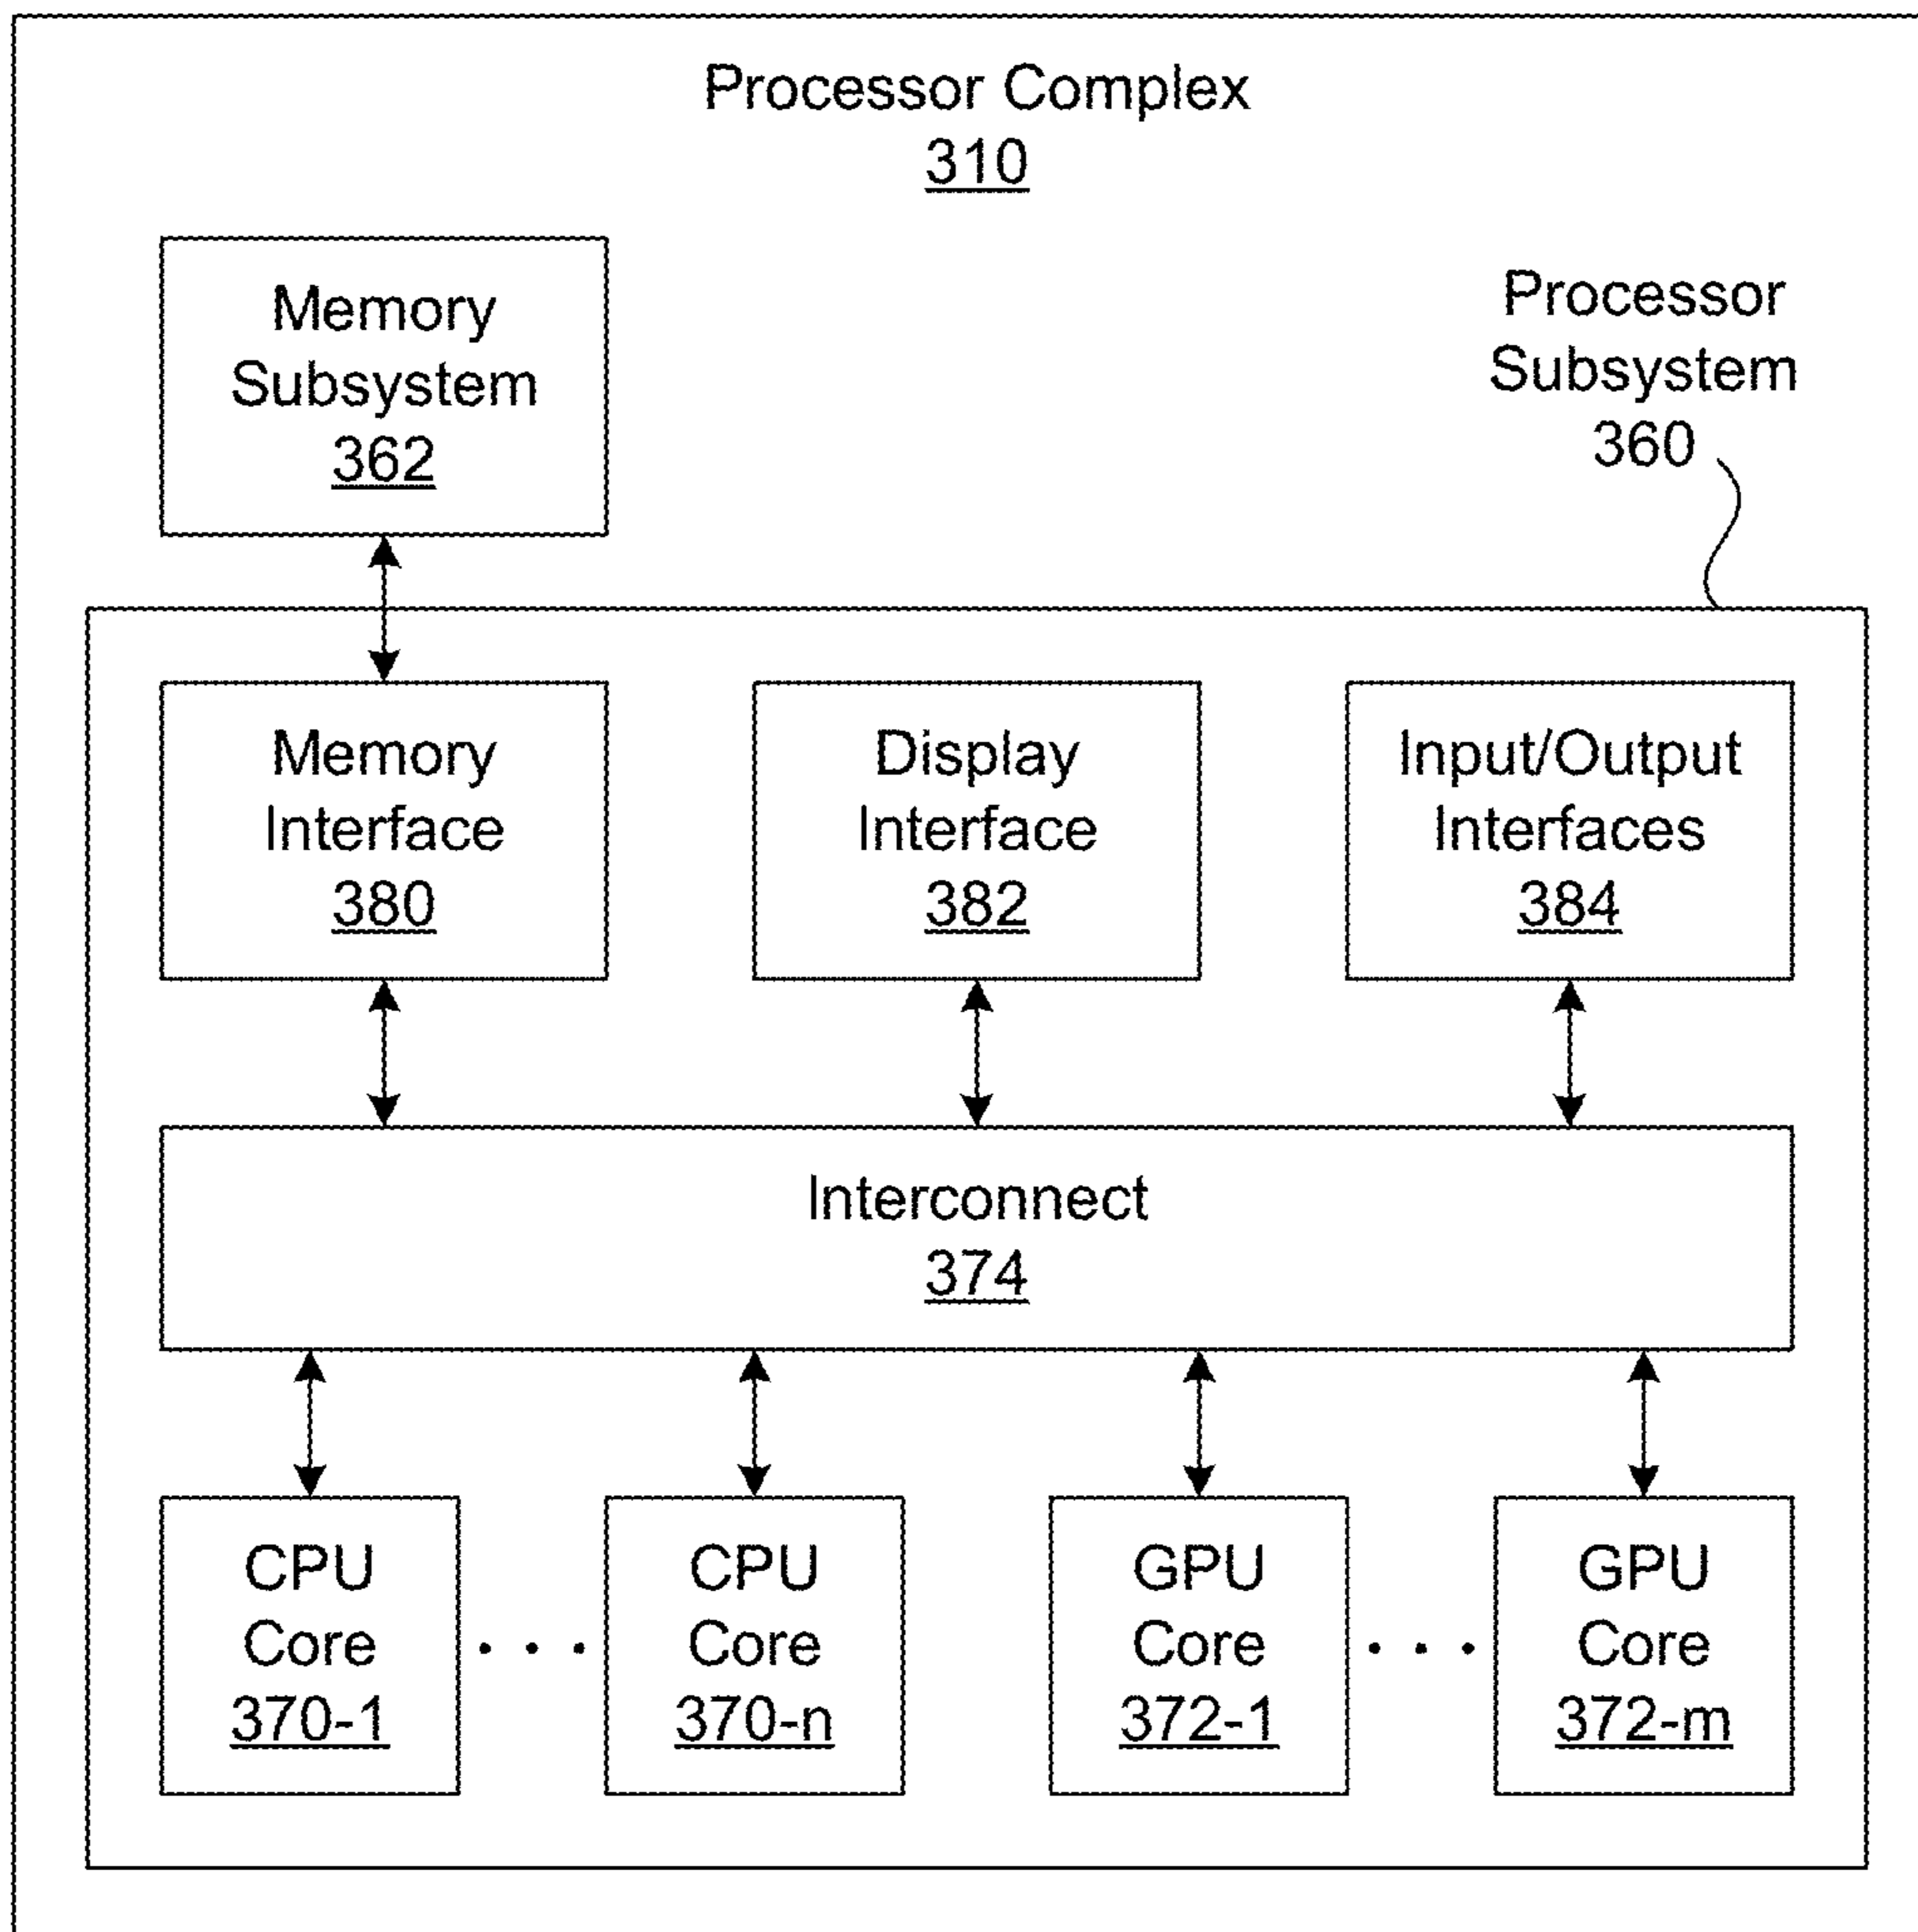 Processor Complex
310
Memory
Subsystem
362
Processor
Subsystem
360
Memory
Interface
380
Display
Interface
382
Input/Output
Interfaces
384
Interconnect
374
CPU
Core
370-1
. . .
CPU
Core
370-n
GPU
Core
372-1
. . .
GPU
Core
372-m